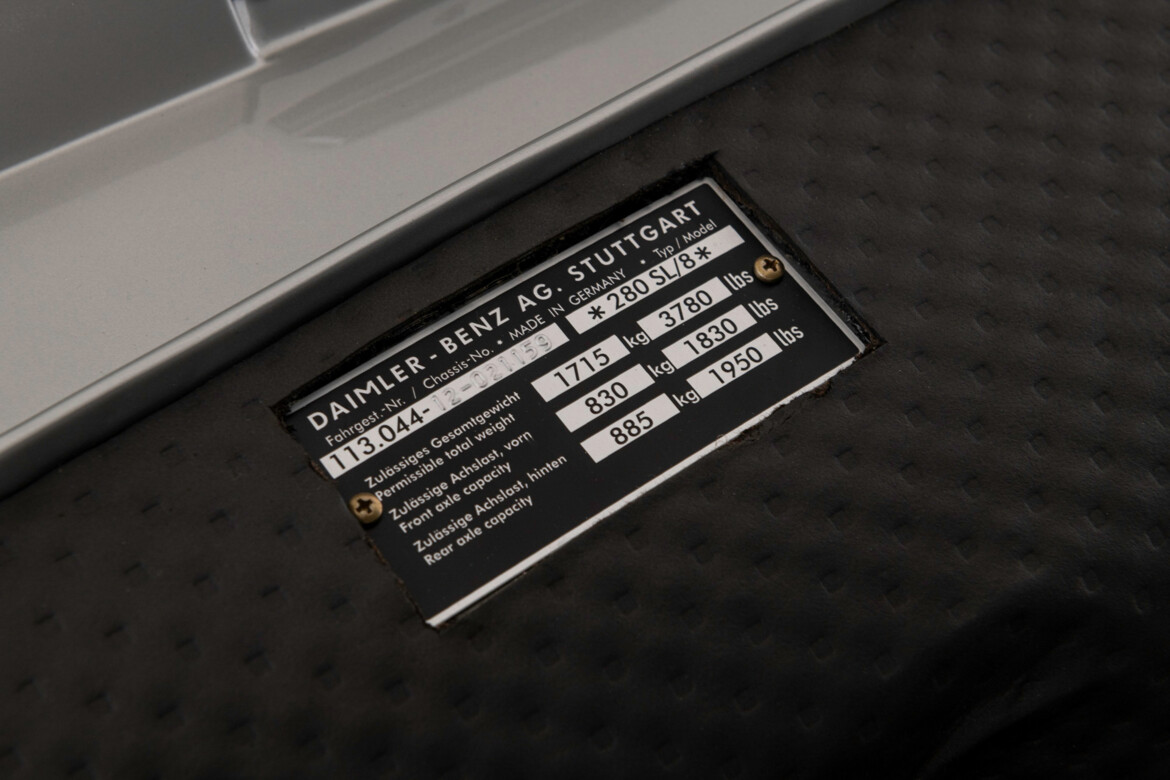 DAIMLER-BENZ AG. STUTTGART
Fahrgest.-Nr. / Chassis-No. • MADE IN GERMANY • Typ / Model
113.044-12-021159 *280 SL/8*
Zulässiges Gesamtgewicht
Permissible total weight 1715 kg 3780 lbs
Zulässige Achslast, vorn
Front axle capacity 830 kg 1830 lbs
Zulässige Achslast, hinten
Rear axle capacity 885 kg 1950 lbs